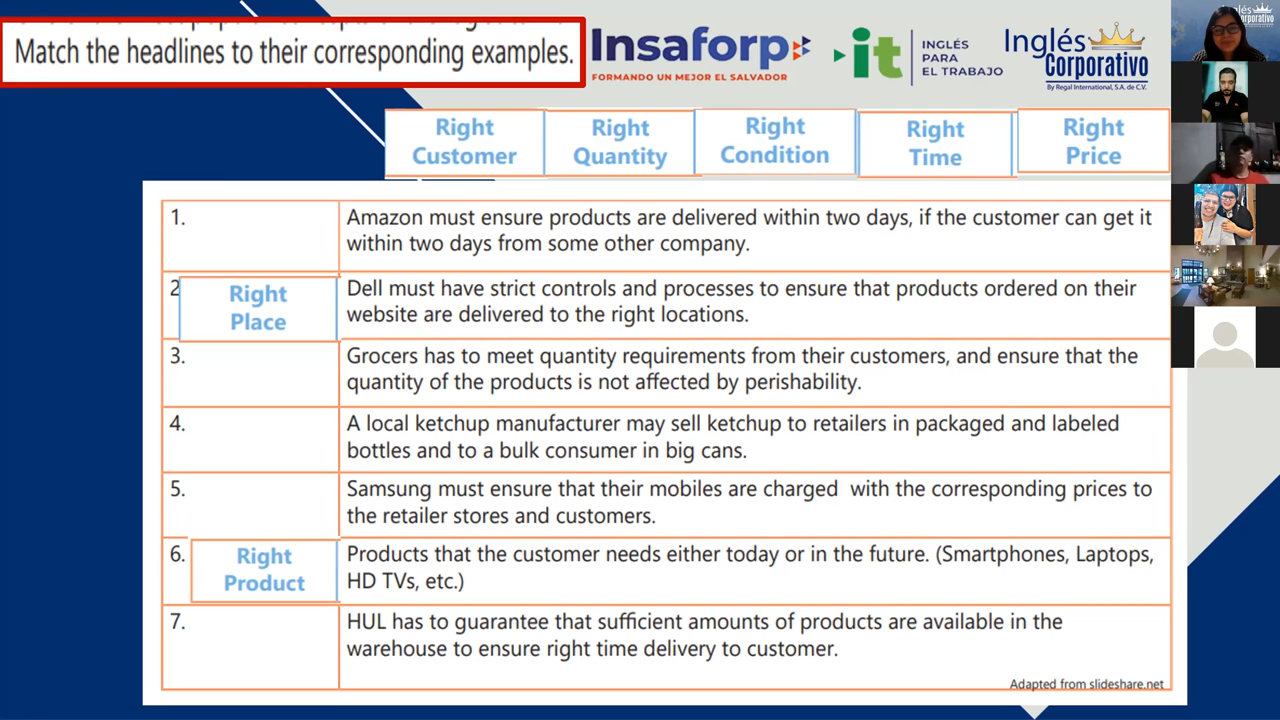 Match the headlines to their corresponding examples.
Insaforp
FORMANDO UN MEJOR EL SALVADOR
it
INGLÉS
PARA
EL TRABAJO
Inglés
Corporativo
By Regal International, S.A. de C.V.
Right
Customer
Right
Quantity
Right
Condition
Right
Time
Right
Price
1.
Amazon must ensure products are delivered within two days, if the customer can get it
within two days from some other company.
2
Right
Place
Dell must have strict controls and processes to ensure that products ordered on their
website are delivered to the right locations.
3.
Grocers has to meet quantity requirements from their customers, and ensure that the
quantity of the products is not affected by perishability.
4.
A local ketchup manufacturer may sell ketchup to retailers in packaged and labeled
bottles and to a bulk consumer in big cans.
5.
Samsung must ensure that their mobiles are charged with the corresponding prices to
the retailer stores and customers.
6.
Right
Product
Products that the customer needs either today or in the future. (Smartphones, Laptops,
HD TVs, etc.)
7.
HUL has to guarantee that sufficient amounts of products are available in the
warehouse to ensure right time delivery to customer.
Adapted from slideshare.net